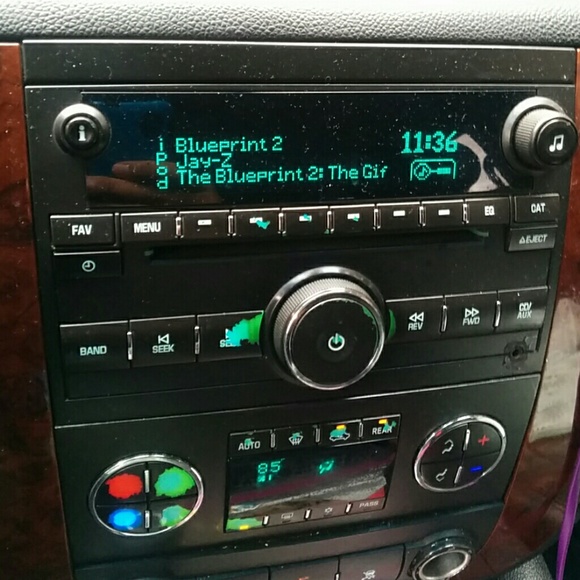 i Blueprint 2
P Jay-Z
o The Blueprint 2: The Gif
d
11:36
FAV
MENU
EQ
CAT
EJECT
BAND
SEEK
REV
FWD
CD/
AUX
AUTO
REAR
85
PASS